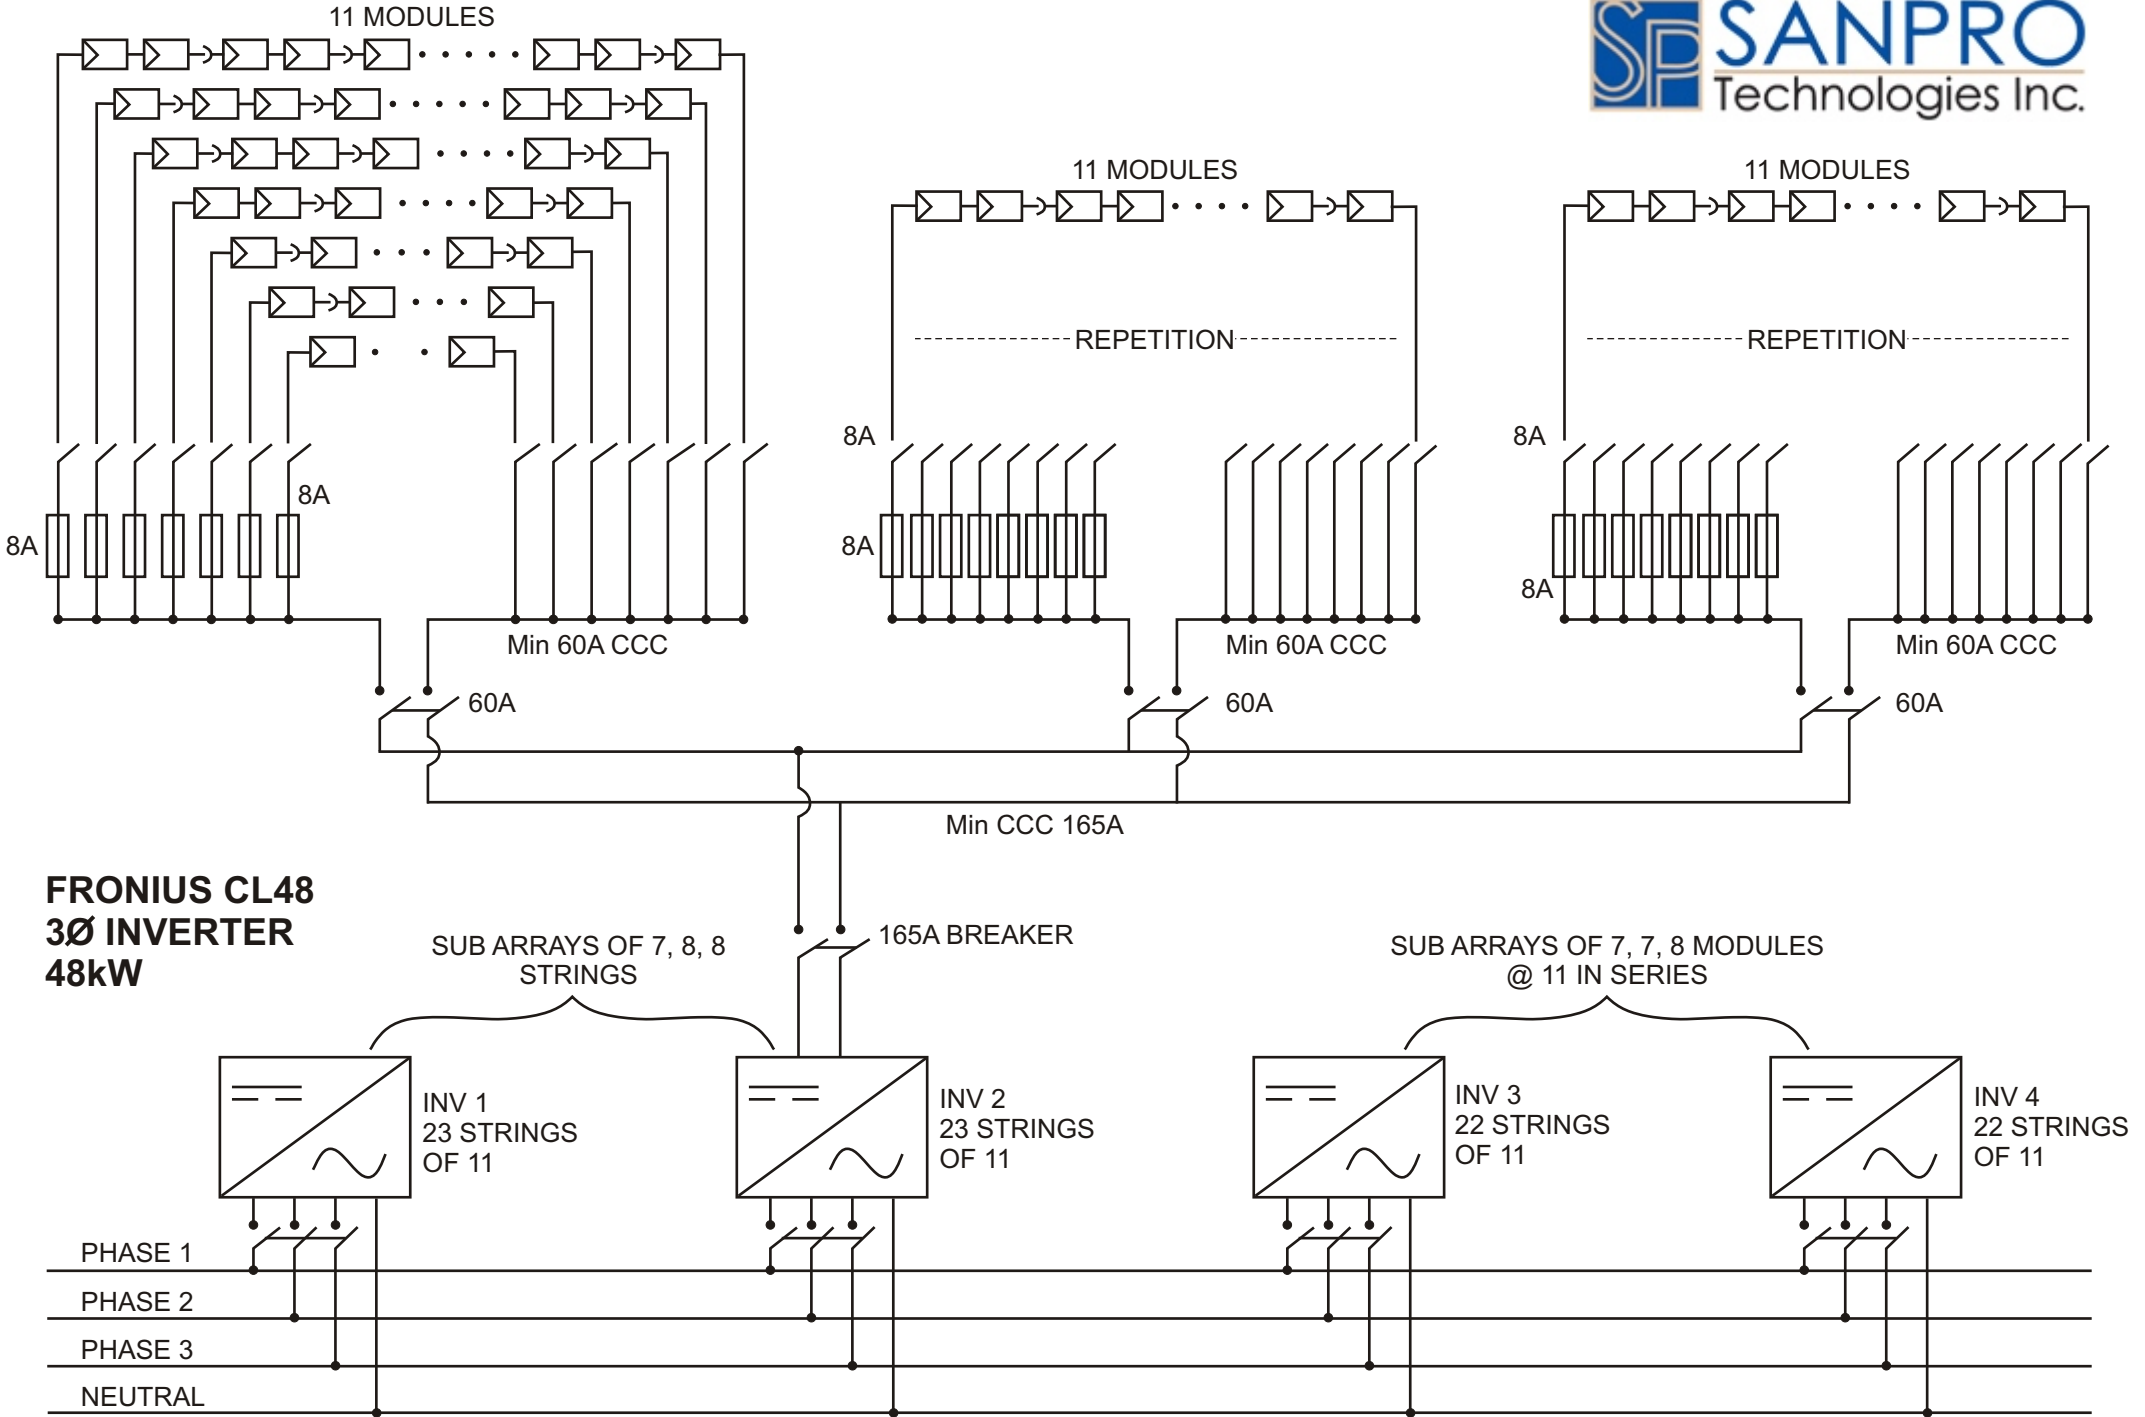 11 MODULES
SP SANPRO
Technologies Inc.
11 MODULES
11 MODULES
REPETITION
REPETITION
8A
8A
8A
8A
8A
8A
Min 60A CCC
Min 60A CCC
Min 60A CCC
60A
60A
60A
Min CCC 165A
FRONIUS CL48
3Ø INVERTER
48kW
165A BREAKER
SUB ARRAYS OF 7, 8, 8
STRINGS
SUB ARRAYS OF 7, 7, 8 MODULES
@ 11 IN SERIES
INV 1
23 STRINGS
OF 11
INV 2
23 STRINGS
OF 11
INV 3
22 STRINGS
OF 11
INV 4
22 STRINGS
OF 11
PHASE 1
PHASE 2
PHASE 3
NEUTRAL